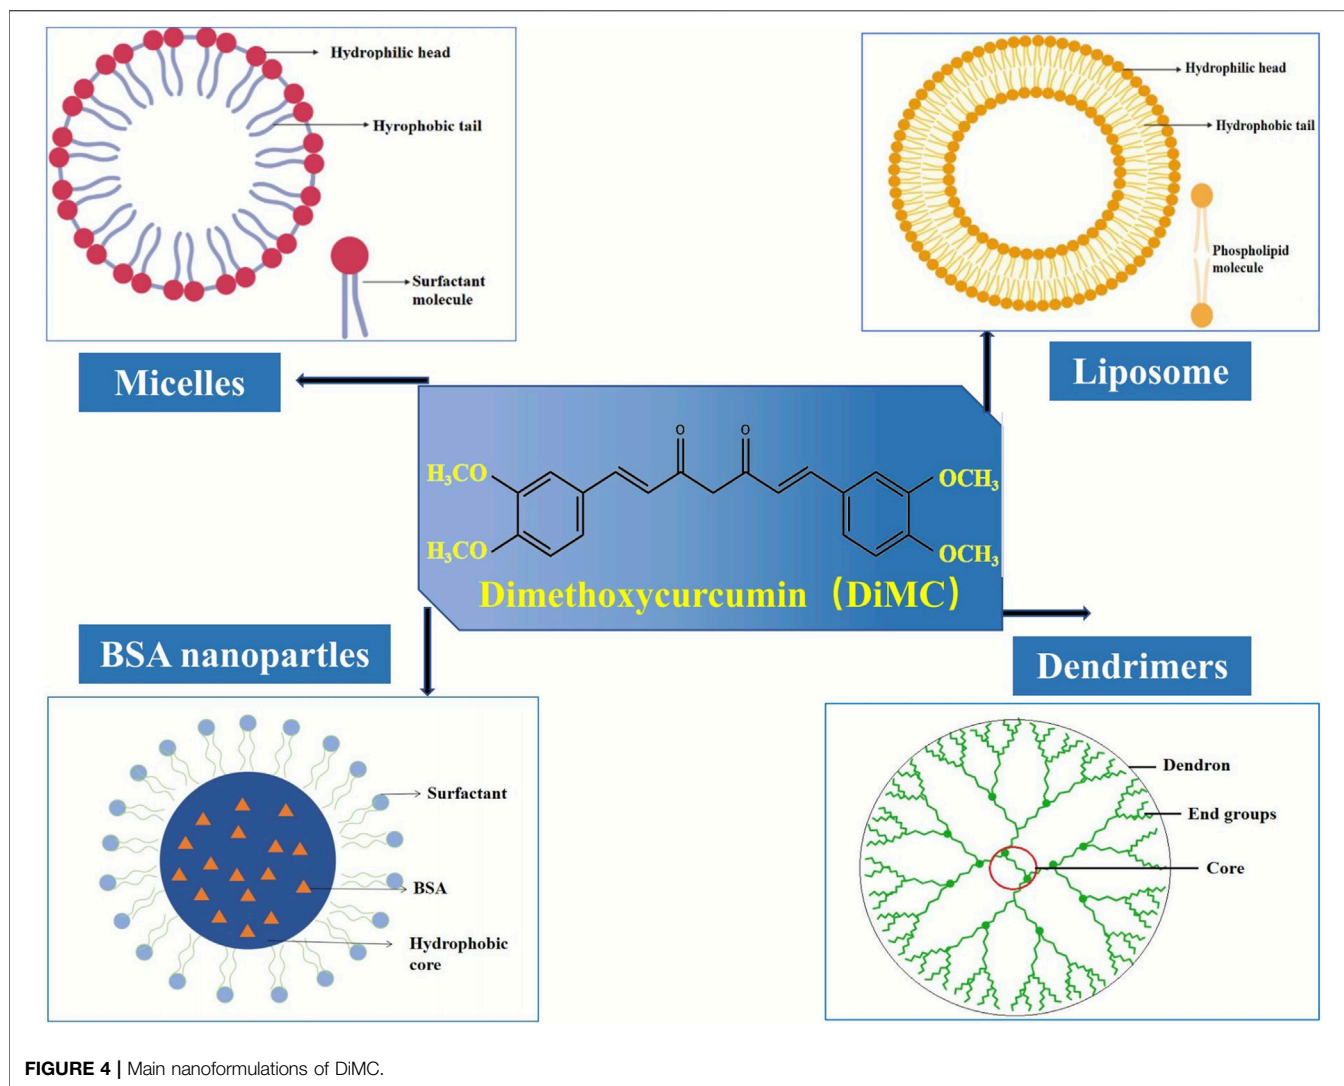 Hydrophilic head
Hyrophobic tail
Surfactant
molecule
Micelles
Hydrophilic head
Hydrophobic tail
Phospholipid
molecule
Liposome
O
O
H₃CO
OCH₃
H₃CO
OCH₃
Dimethoxycurcumin (DiMC)
BSA nanopartles
Surfactant
BSA
Hydrophobic
core
Dendrimers
Dendron
End groups
Core
FIGURE 4 | Main nanoformulations of DiMC.